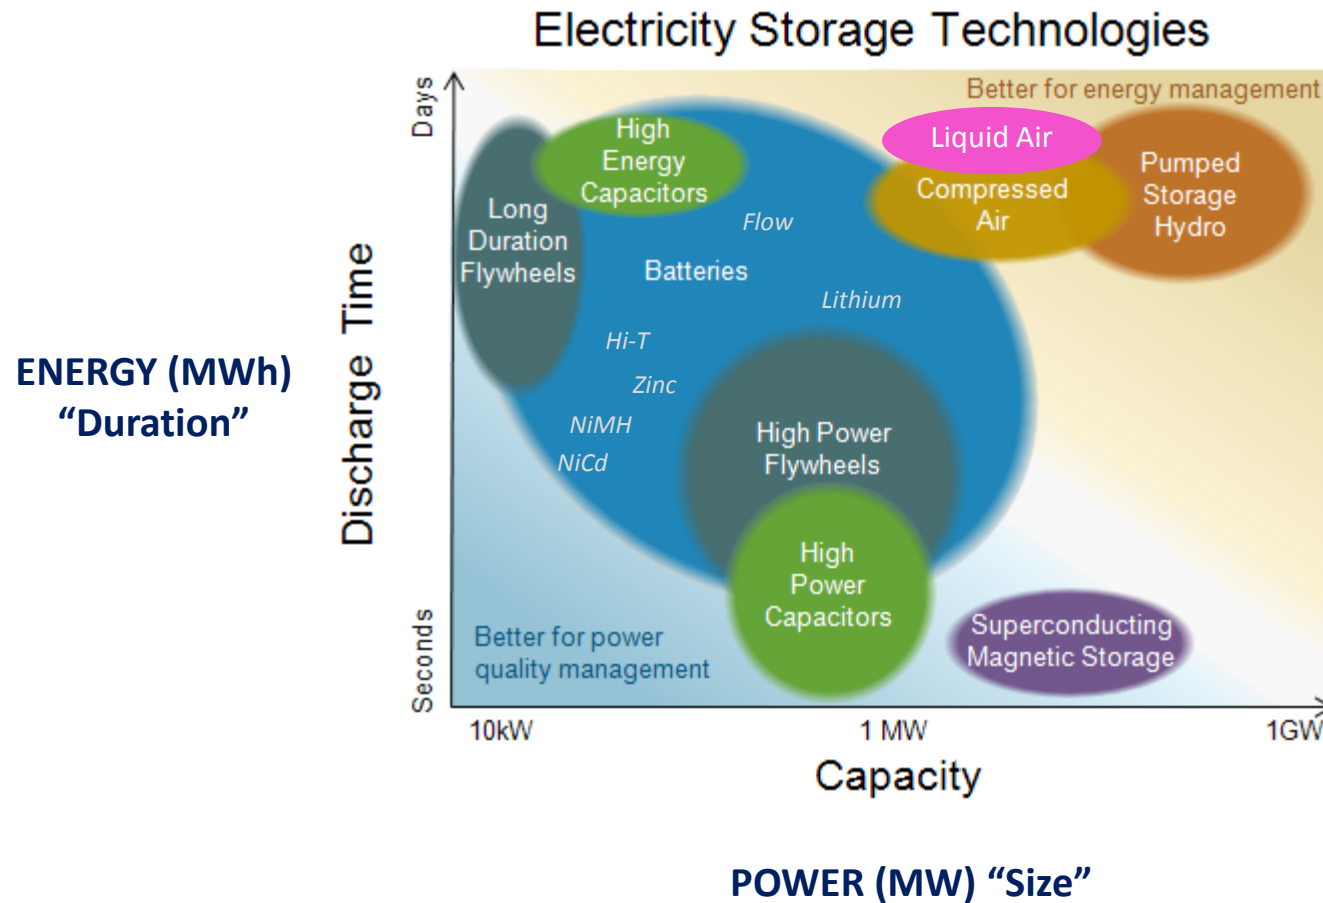 Electricity Storage Technologies
Days
Better for energy management
High
Energy
Capacitors
Liquid Air
Compressed
Air
Pumped
Storage
Hydro
Long
Duration
Flywheels
Flow
Batteries
Lithium
Hi-T
Zinc
NiMH
NiCd
High Power
Flywheels
ENERGY (MWh)
“Duration”
Discharge Time
High
Power
Capacitors
Superconducting
Magnetic Storage
Better for power
quality management
Seconds
10kW
1 MW
1GW
Capacity
POWER (MW) “Size”